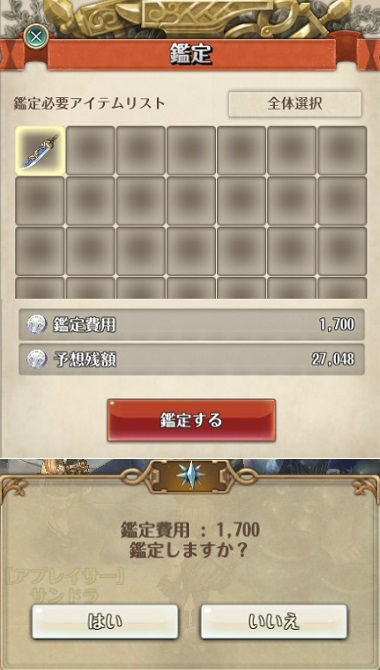 鑑定
鑑定必要アイテムリスト
全体選択
鑑定費用 1,700
予想残額 27,048
鑑定する
鑑定費用 : 1,700
鑑定しますか？
[アプレイサー]
サンドラ
はい
いいえ